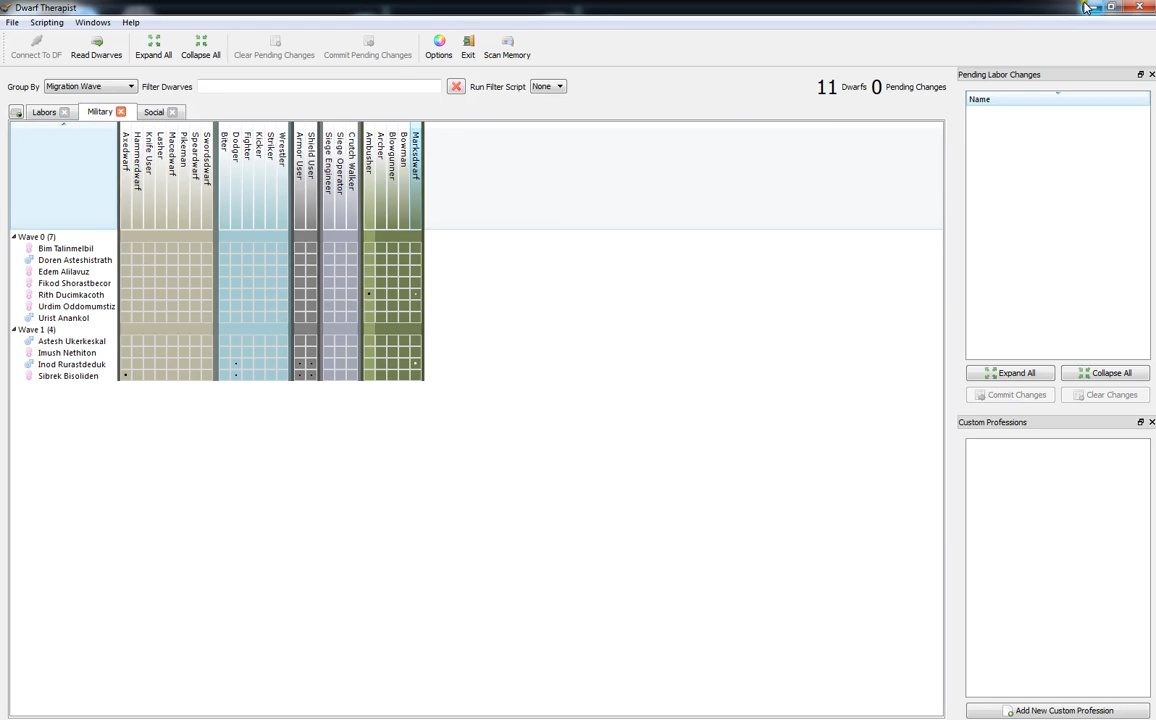 Dwarf Therapist
File Scripting Windows Help
Connect To DF Read Dwarves Expand All Collapse All Clear Pending Changes Commit Pending Changes Options Exit Scan Memory
Group By Migration Wave Filter Dwarves Run Filter Script None 11 Dwarfs 0 Pending Changes
Labors Military Social
Axedwarf
Hammerdwarf
Knife User
Lasher
Macedwarf
Pikeman
Speardwarf
Swordsdwarf
Biter
Dodger
Fighter
Kicker
Striker
Wrestler
Armor User
Shield User
Siege Engineer
Siege Operator
Crutch Walker
Ambusher
Archer
Blowgunner
Bowman
Marksdwarf
Wave 0 (7)
Bim Talinmelbil
Doren Asteshistrath
Edem Alilavuz
Fikod Shorastbecor
Rith Ducimkacoth
Urdim Oddomumstiz
Urist Anankol
Wave 1 (4)
Astesh Ukerkeskal
Imush Nethiton
Inod Rurastdeduk
Sibrek Bisoliden
Pending Labor Changes
Name
Expand All Collapse All
Commit Changes Clear Changes
Custom Professions
Add New Custom Profession